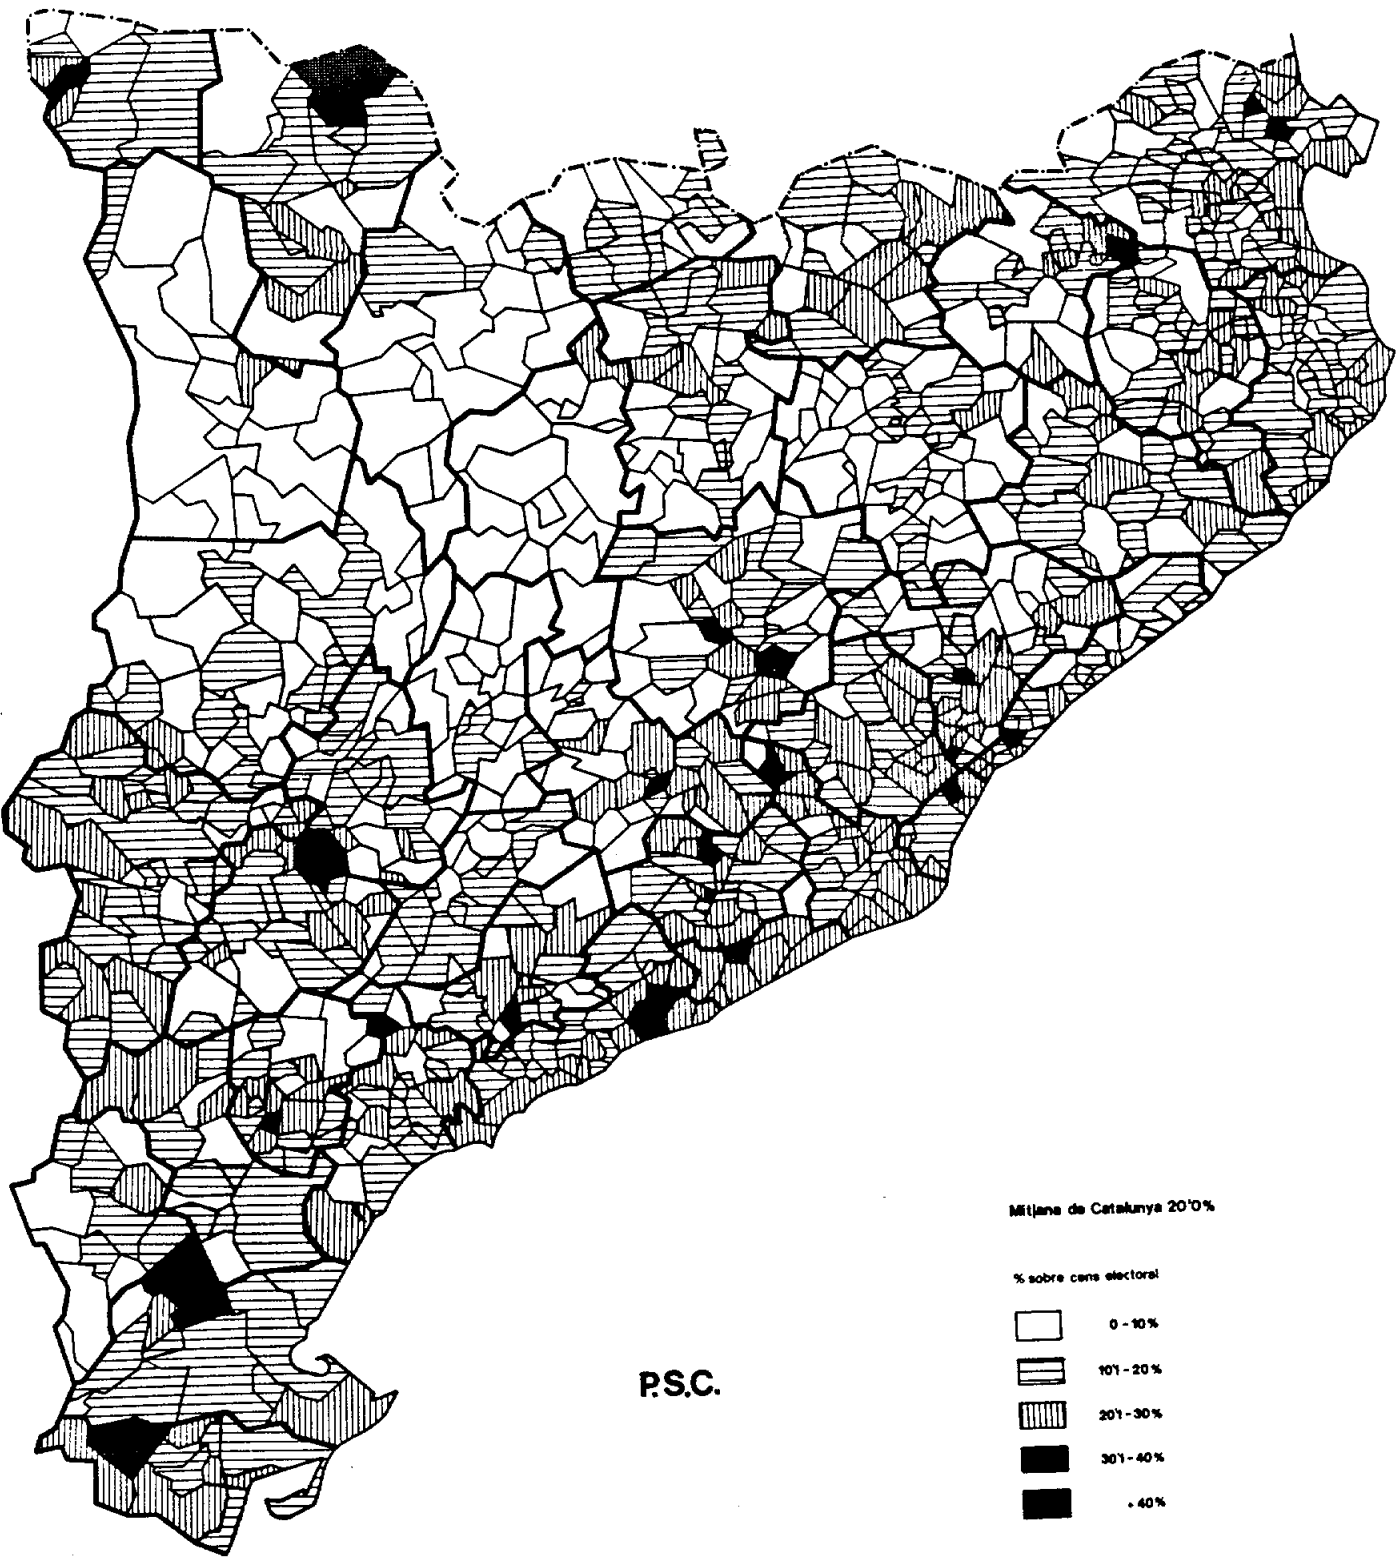 Mitjana de Catalunya 20'0%
% sobre cens electoral
0 - 10%
10'1 - 20%
20'1 - 30%
30'1 - 40%
+ 40%
P.S.C.